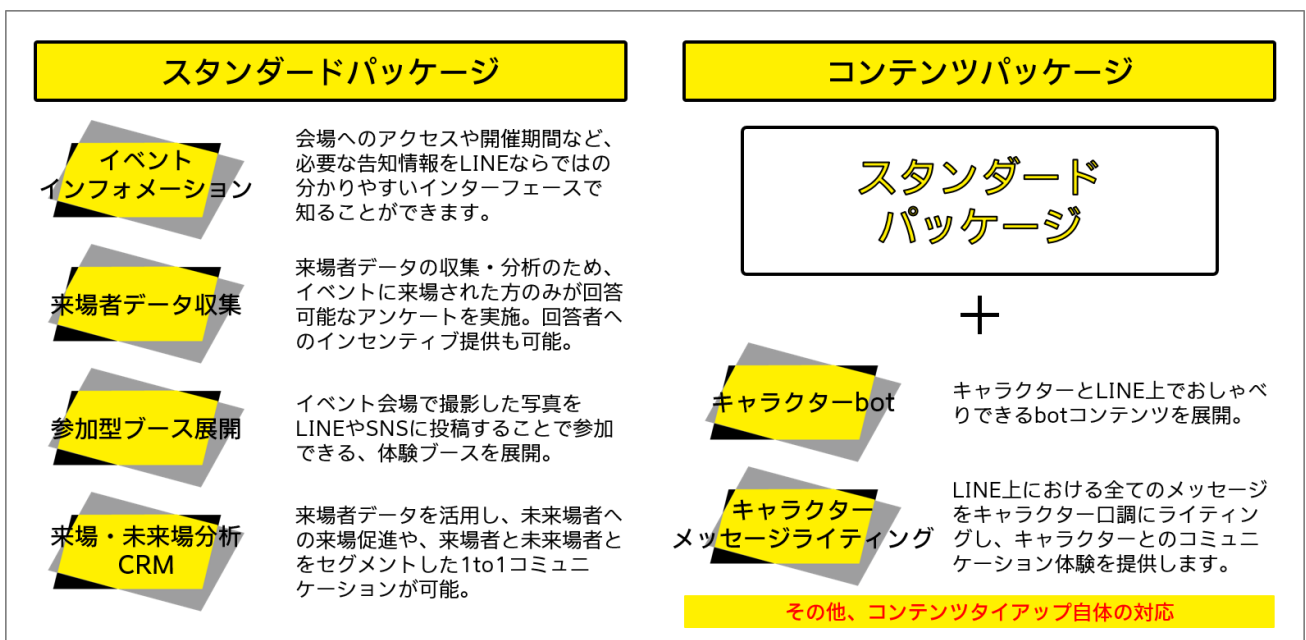 スタンダードパッケージ
イベント
インフォメーション
会場へのアクセスや開催期間など、
必要な告知情報をLINEならではの
分かりやすいインターフェースで
知ることができます。
来場者データ収集
来場者データの収集・分析のため、
イベントに来場された方のみが回答
可能なアンケートを実施。回答者へ
のインセンティブ提供も可能。
参加型ブース展開
イベント会場で撮影した写真を
LINEやSNSに投稿することで参加
できる、体験ブースを展開。
来場・未来場分析
CRM
来場者データを活用し、未来場者へ
の来場促進や、来場者と未来場者と
をセグメントした1to1コミュニ
ケーションが可能。
コンテンツパッケージ
スタンダード
パッケージ
+
キャラクターbot
キャラクターとLINE上でおしゃべ
りできるbotコンテンツを展開。
キャラクター
メッセージライティング
LINE上における全てのメッセージ
をキャラクター口調にライティン
グし、キャラクターとのコミュニ
ケーション体験を提供します。
その他、コンテンツタイアップ自体の対応